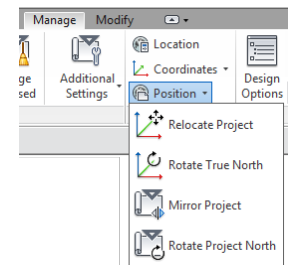 Manage Modify
Location
Coordinates
Position
ge
sed
Additional
Settings
Design
Options
Relocate Project
Rotate True North
Mirror Project
Rotate Project North